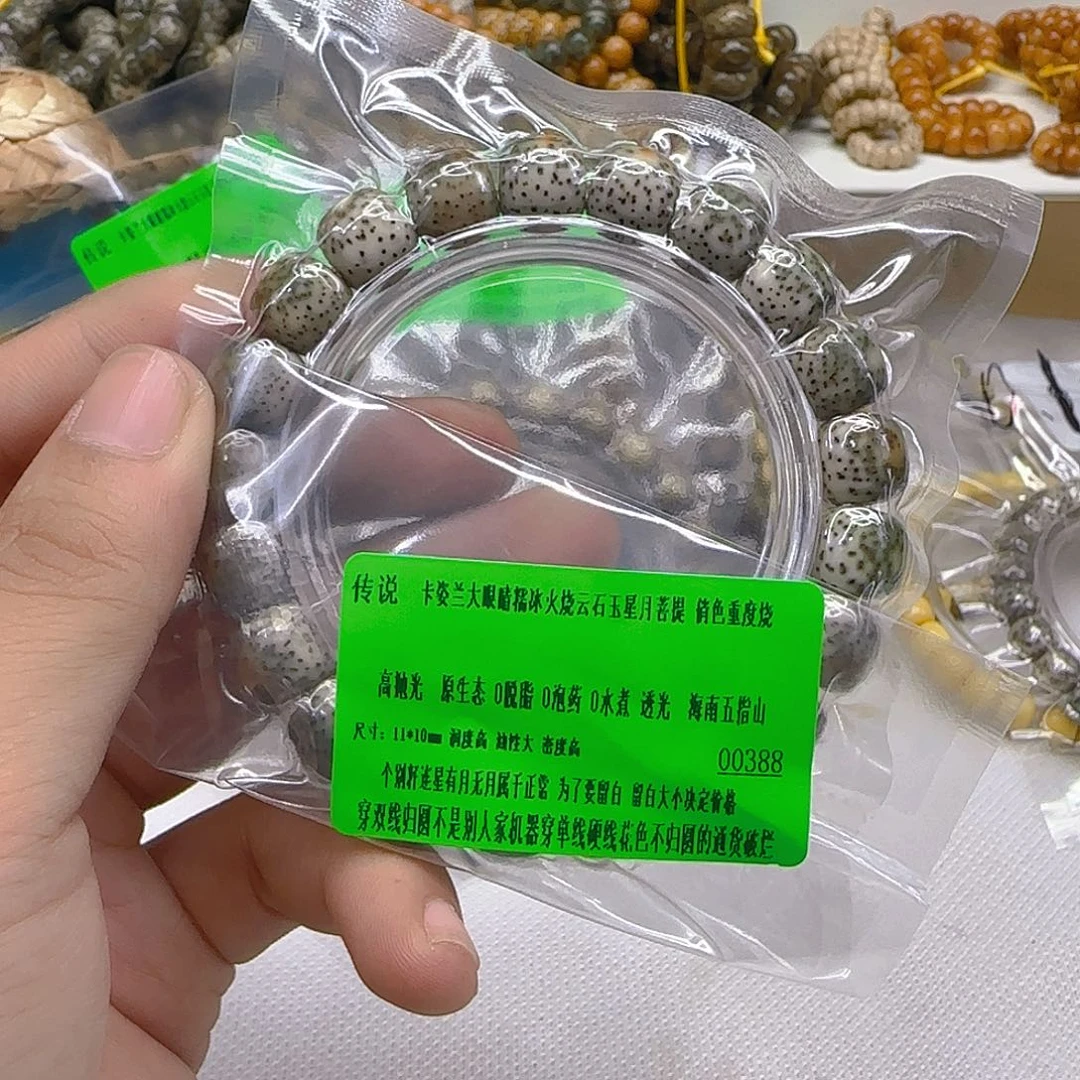 传说
传说 卡姿兰大眼暗糯冰火烧云石玉星月菩提 俏色重度烧
高抛光 原生态 0脱脂 0泡药 0水煮 透光 海南五指山
尺寸：11*10mm 润度高 油性大 密度高
00388
个别籽连星有月无月属于正常 为了要留白 留白大小决定价格
穿双线归圆不是别人家机器穿单线硬线花色不归圆的通货破烂